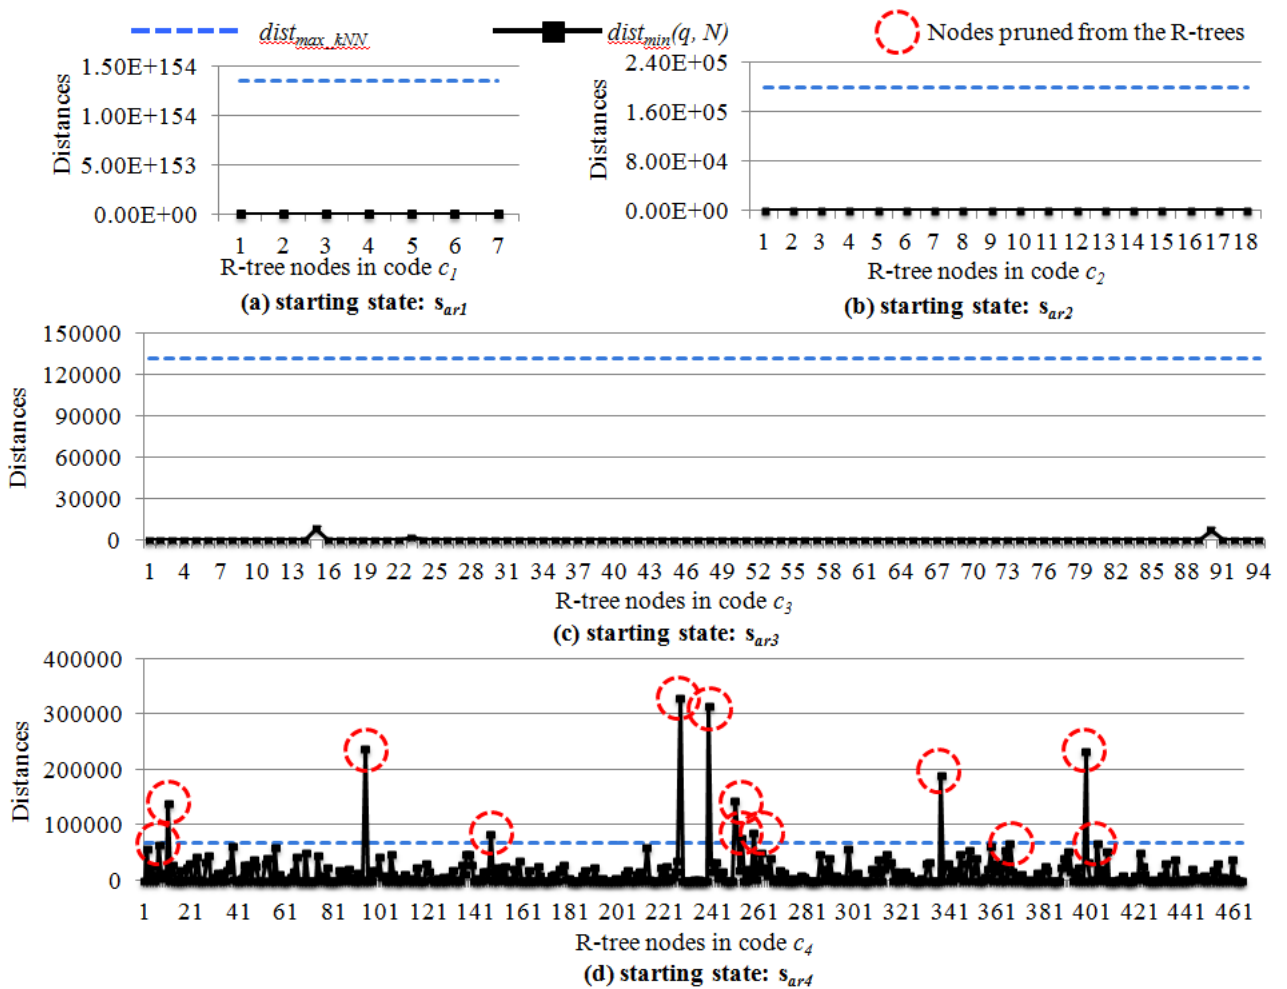 dist_max_kNN dist_min(q, N) Nodes pruned from the R-trees
1.50E+154
1.00E+154
5.00E+153
0.00E+00
Distances
1 2 3 4 5 6 7
R-tree nodes in code c_1
(a) starting state: s_ar1
2.40E+05
1.60E+05
8.00E+04
0.00E+00
Distances
1 2 3 4 5 6 7 8 9 10 11 12 13 14 15 16 17 18
R-tree nodes in code c_2
(b) starting state: s_ar2
150000
120000
90000
60000
30000
0
Distances
1 4 7 10 13 16 19 22 25 28 31 34 37 40 43 46 49 52 55 58 61 64 67 70 73 76 79 82 85 88 91 94
R-tree nodes in code c_3
(c) starting state: s_ar3
400000
300000
200000
100000
0
Distances
1 21 41 61 81 101 121 141 161 181 201 221 241 261 281 301 321 341 361 381 401 421 441 461
R-tree nodes in code c_4
(d) starting state: s_ar4